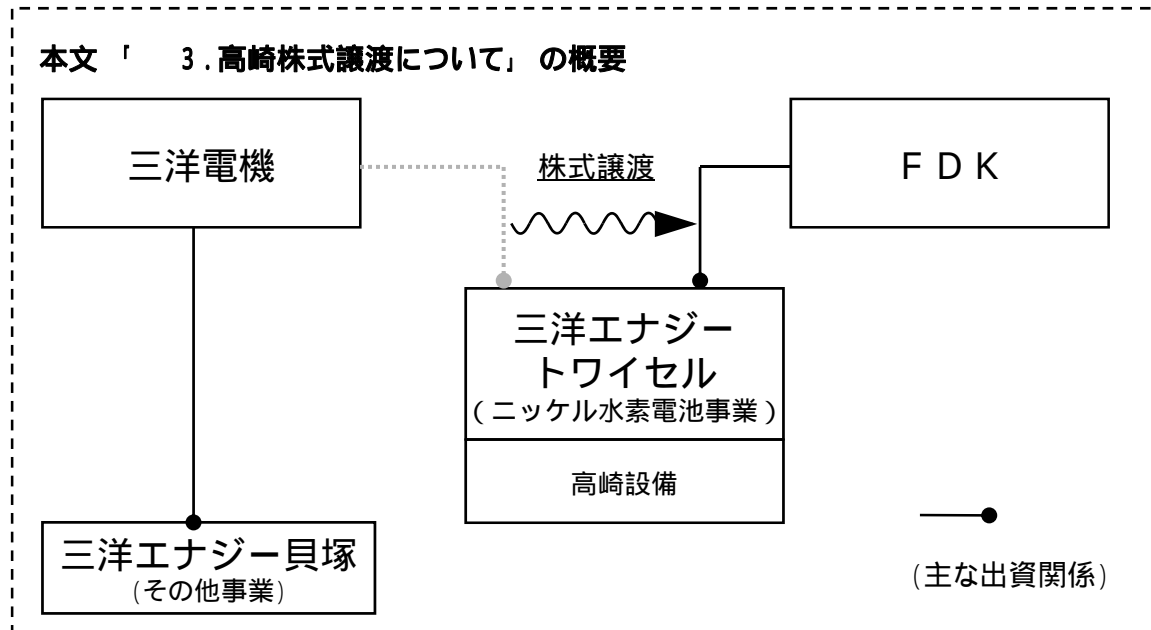 本文「 3.高崎株式譲渡について」の概要
三洋電機
株式譲渡
FDK
三洋エナジー
トワイセル
(ニッケル水素電池事業)
高崎設備
三洋エナジー貝塚
(その他事業)
(主な出資関係)